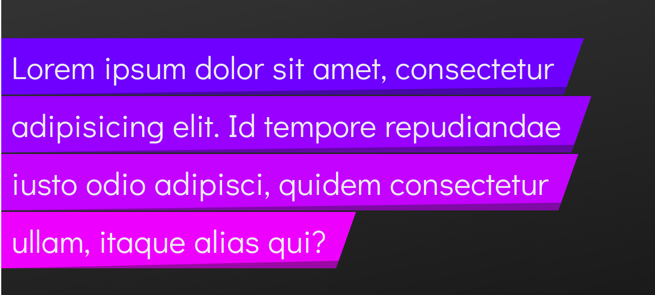 Lorem ipsum dolor sit amet, consectetur
adipisicing elit. Id tempore repudiandae
iusto odio adipisci, quidem consectetur
ullam, itaque alias qui?